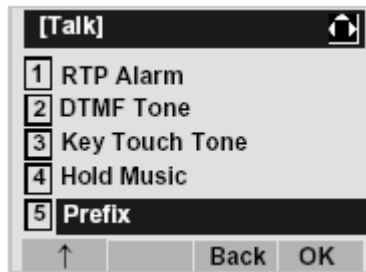 [Talk]
1 RTP Alarm
2 DTMF Tone
3 Key Touch Tone
4 Hold Music
5 Prefix
↑ Back OK